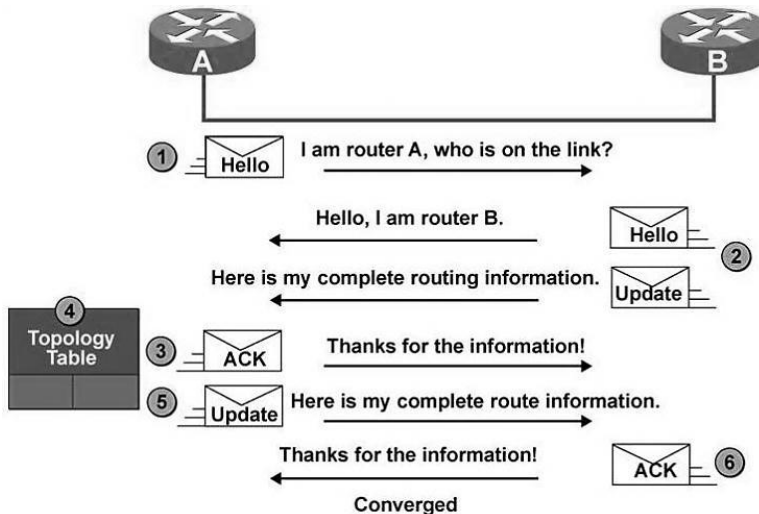 A
B
1
Hello
I am router A, who is on the link?
Hello, I am router B.
Hello
2
Here is my complete routing information.
Update
4
Topology
Table
3
ACK
Thanks for the information!
5
Update
Here is my complete route information.
Thanks for the information!
ACK
6
Converged